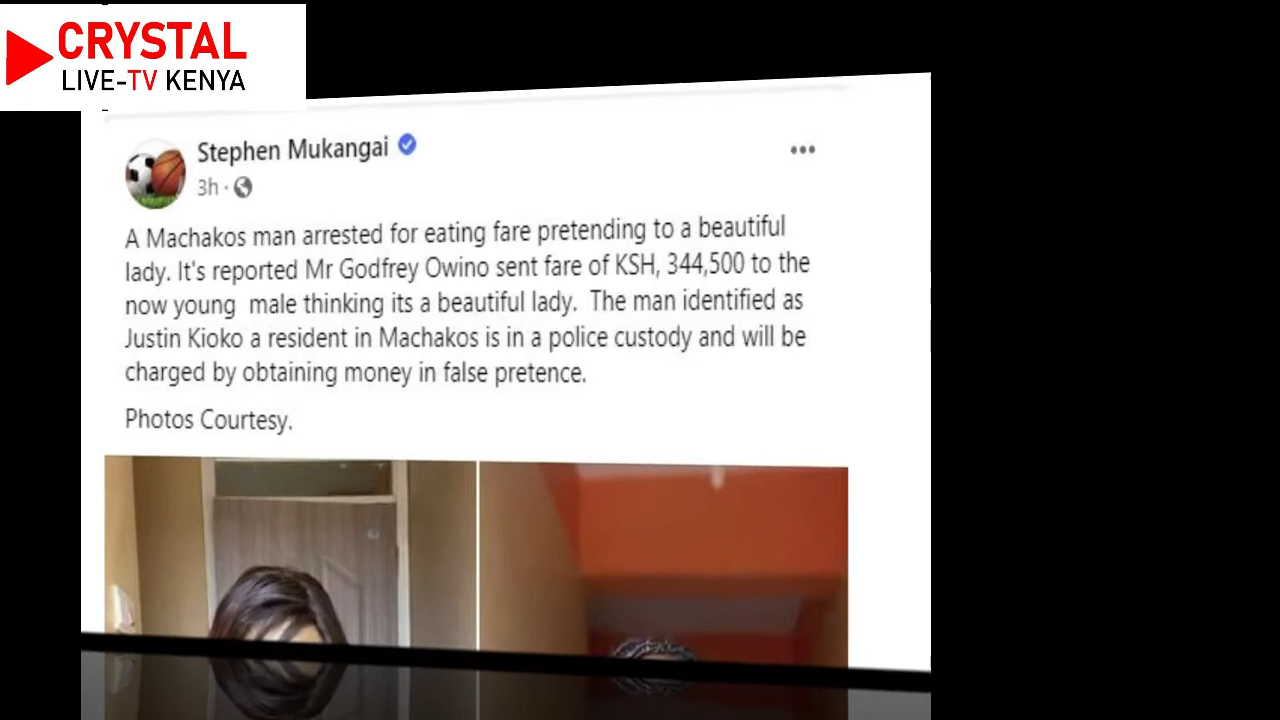 CRYSTAL
LIVE-TV KENYA
Stephen Mukangai
3h ·
A Machakos man arrested for eating fare pretending to a beautiful
lady. It's reported Mr Godfrey Owino sent fare of KSH, 344,500 to the
now young  male thinking its a beautiful lady.  The man identified as
Justin Kioko a resident in Machakos is in a police custody and will be
charged by obtaining money in false pretence.
Photos Courtesy.